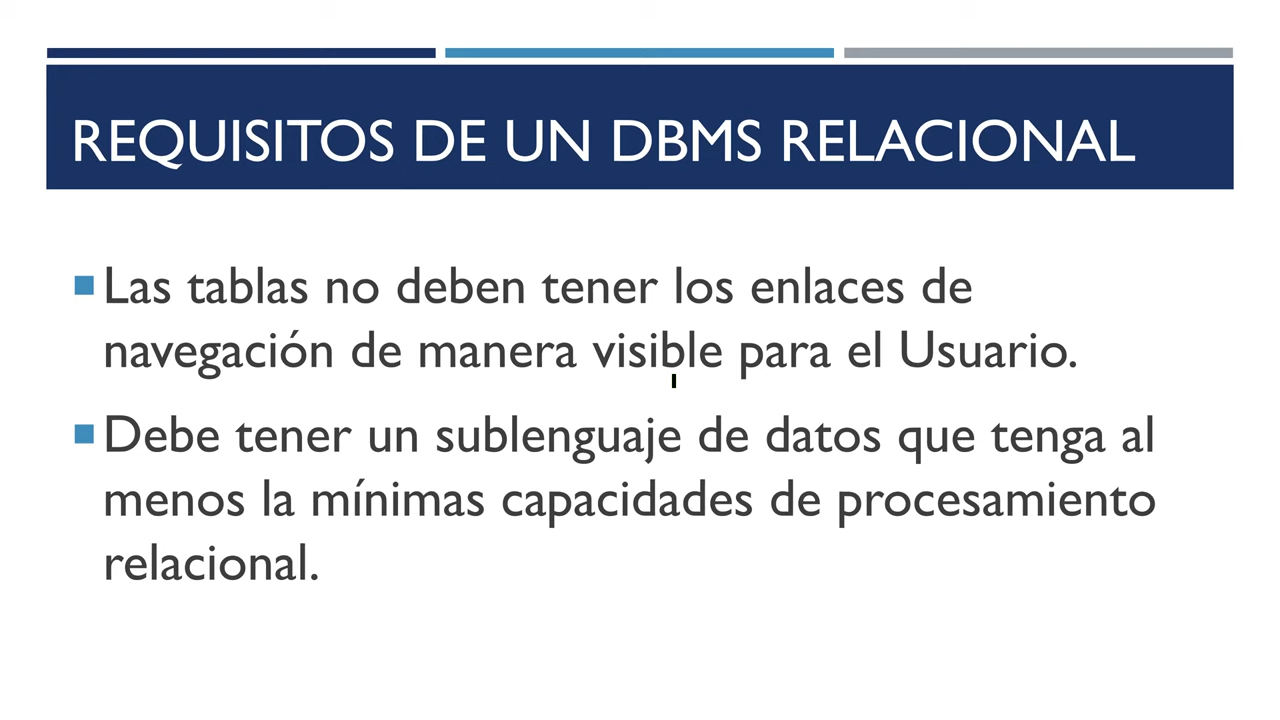 REQUISITOS DE UN DBMS RELACIONAL
Las tablas no deben tener los enlaces de
navegación de manera visible para el Usuario.
Debe tener un sublenguaje de datos que tenga al
menos la mínimas capacidades de procesamiento
relacional.